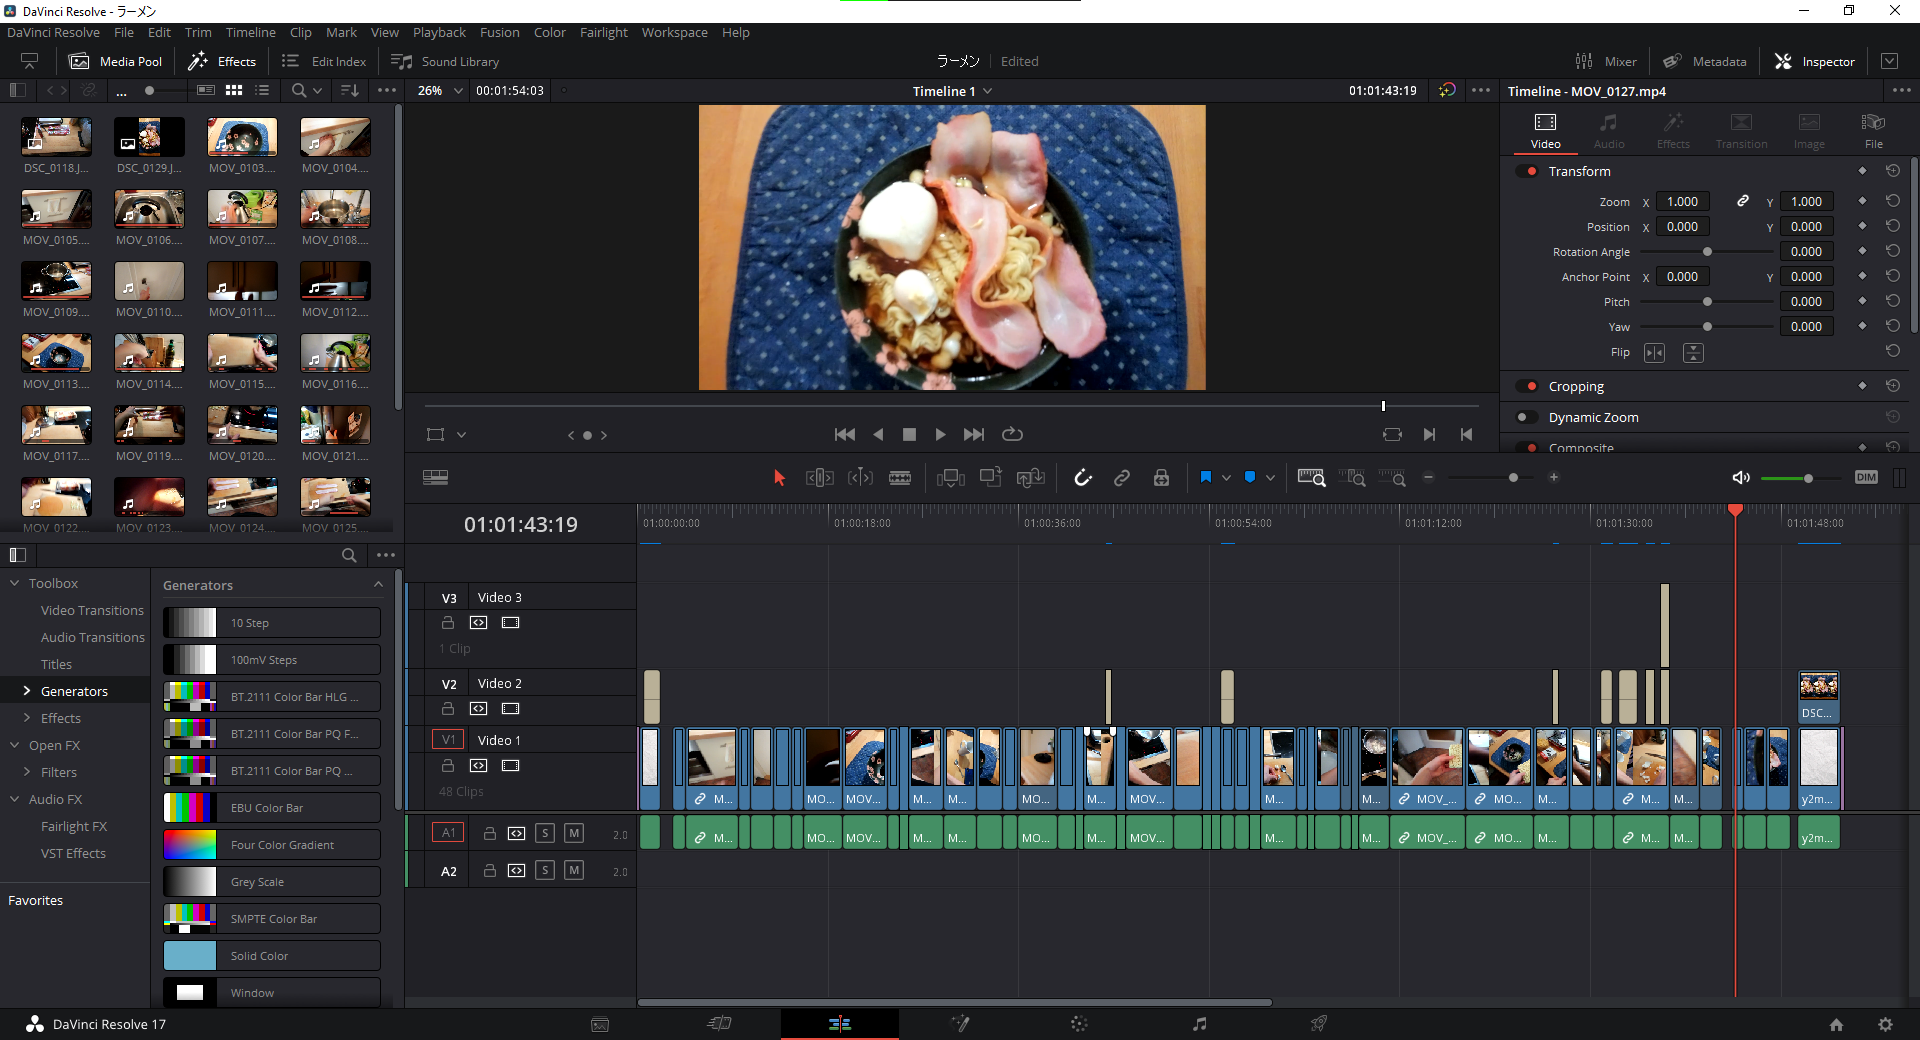 DaVinci Resolve - ラーメン
DaVinci Resolve File Edit Trim Timeline Clip Mark View Playback Fusion Color Fairlight Workspace Help
Media Pool Effects Edit Index Sound Library ラーメン Edited Mixer Metadata Inspector
26% 00:01:54:03 Timeline 1 01:01:43:19 Timeline - MOV_0127.mp4
DSC_0118.J... DSC_0129.J... MOV_0103.... MOV_0104....
MOV_0105.... MOV_0106.... MOV_0107.... MOV_0108....
MOV_0109.... MOV_0110.... MOV_0111.... MOV_0112....
MOV_0113.... MOV_0114.... MOV_0115.... MOV_0116....
MOV_0117.... MOV_0119.... MOV_0120.... MOV_0121....
MOV_0122.... MOV_0123.... MOV_0124.... MOV_0125....
Video Audio Effects Transition Image File
Transform
Zoom X 1.000 Y 1.000
Position X 0.000 Y 0.000
Rotation Angle 0.000
Anchor Point X 0.000 Y 0.000
Pitch 0.000
Yaw 0.000
Flip
Cropping
Dynamic Zoom
Composite
DIM
Toolbox
Video Transitions
Audio Transitions
Titles
Generators
Effects
Open FX
Filters
Audio FX
Fairlight FX
VST Effects
Favorites
Generators
10 Step
100mV Steps
BT.2111 Color Bar HLG ...
BT.2111 Color Bar PQ F...
BT.2111 Color Bar PQ ...
EBU Color Bar
Four Color Gradient
Grey Scale
SMPTE Color Bar
Solid Color
Window
01:01:43:19 01:00:00:00 01:00:18:00 01:00:36:00 01:00:54:00 01:01:12:00 01:01:30:00 01:01:48:00
V3 Video 3
1 Clip
V2 Video 2
DSC...
V1 Video 1
48 Clips
M... MO... MOV... M... M... MO... M... MOV... M... M... MOV_... MO... M... M... M... y2m...
A1 S M 2.0
M... MO... MOV... M... M... MO... M... MOV... M... M... MOV_... MO... M... M... M... y2m...
A2 S M 2.0
DaVinci Resolve 17